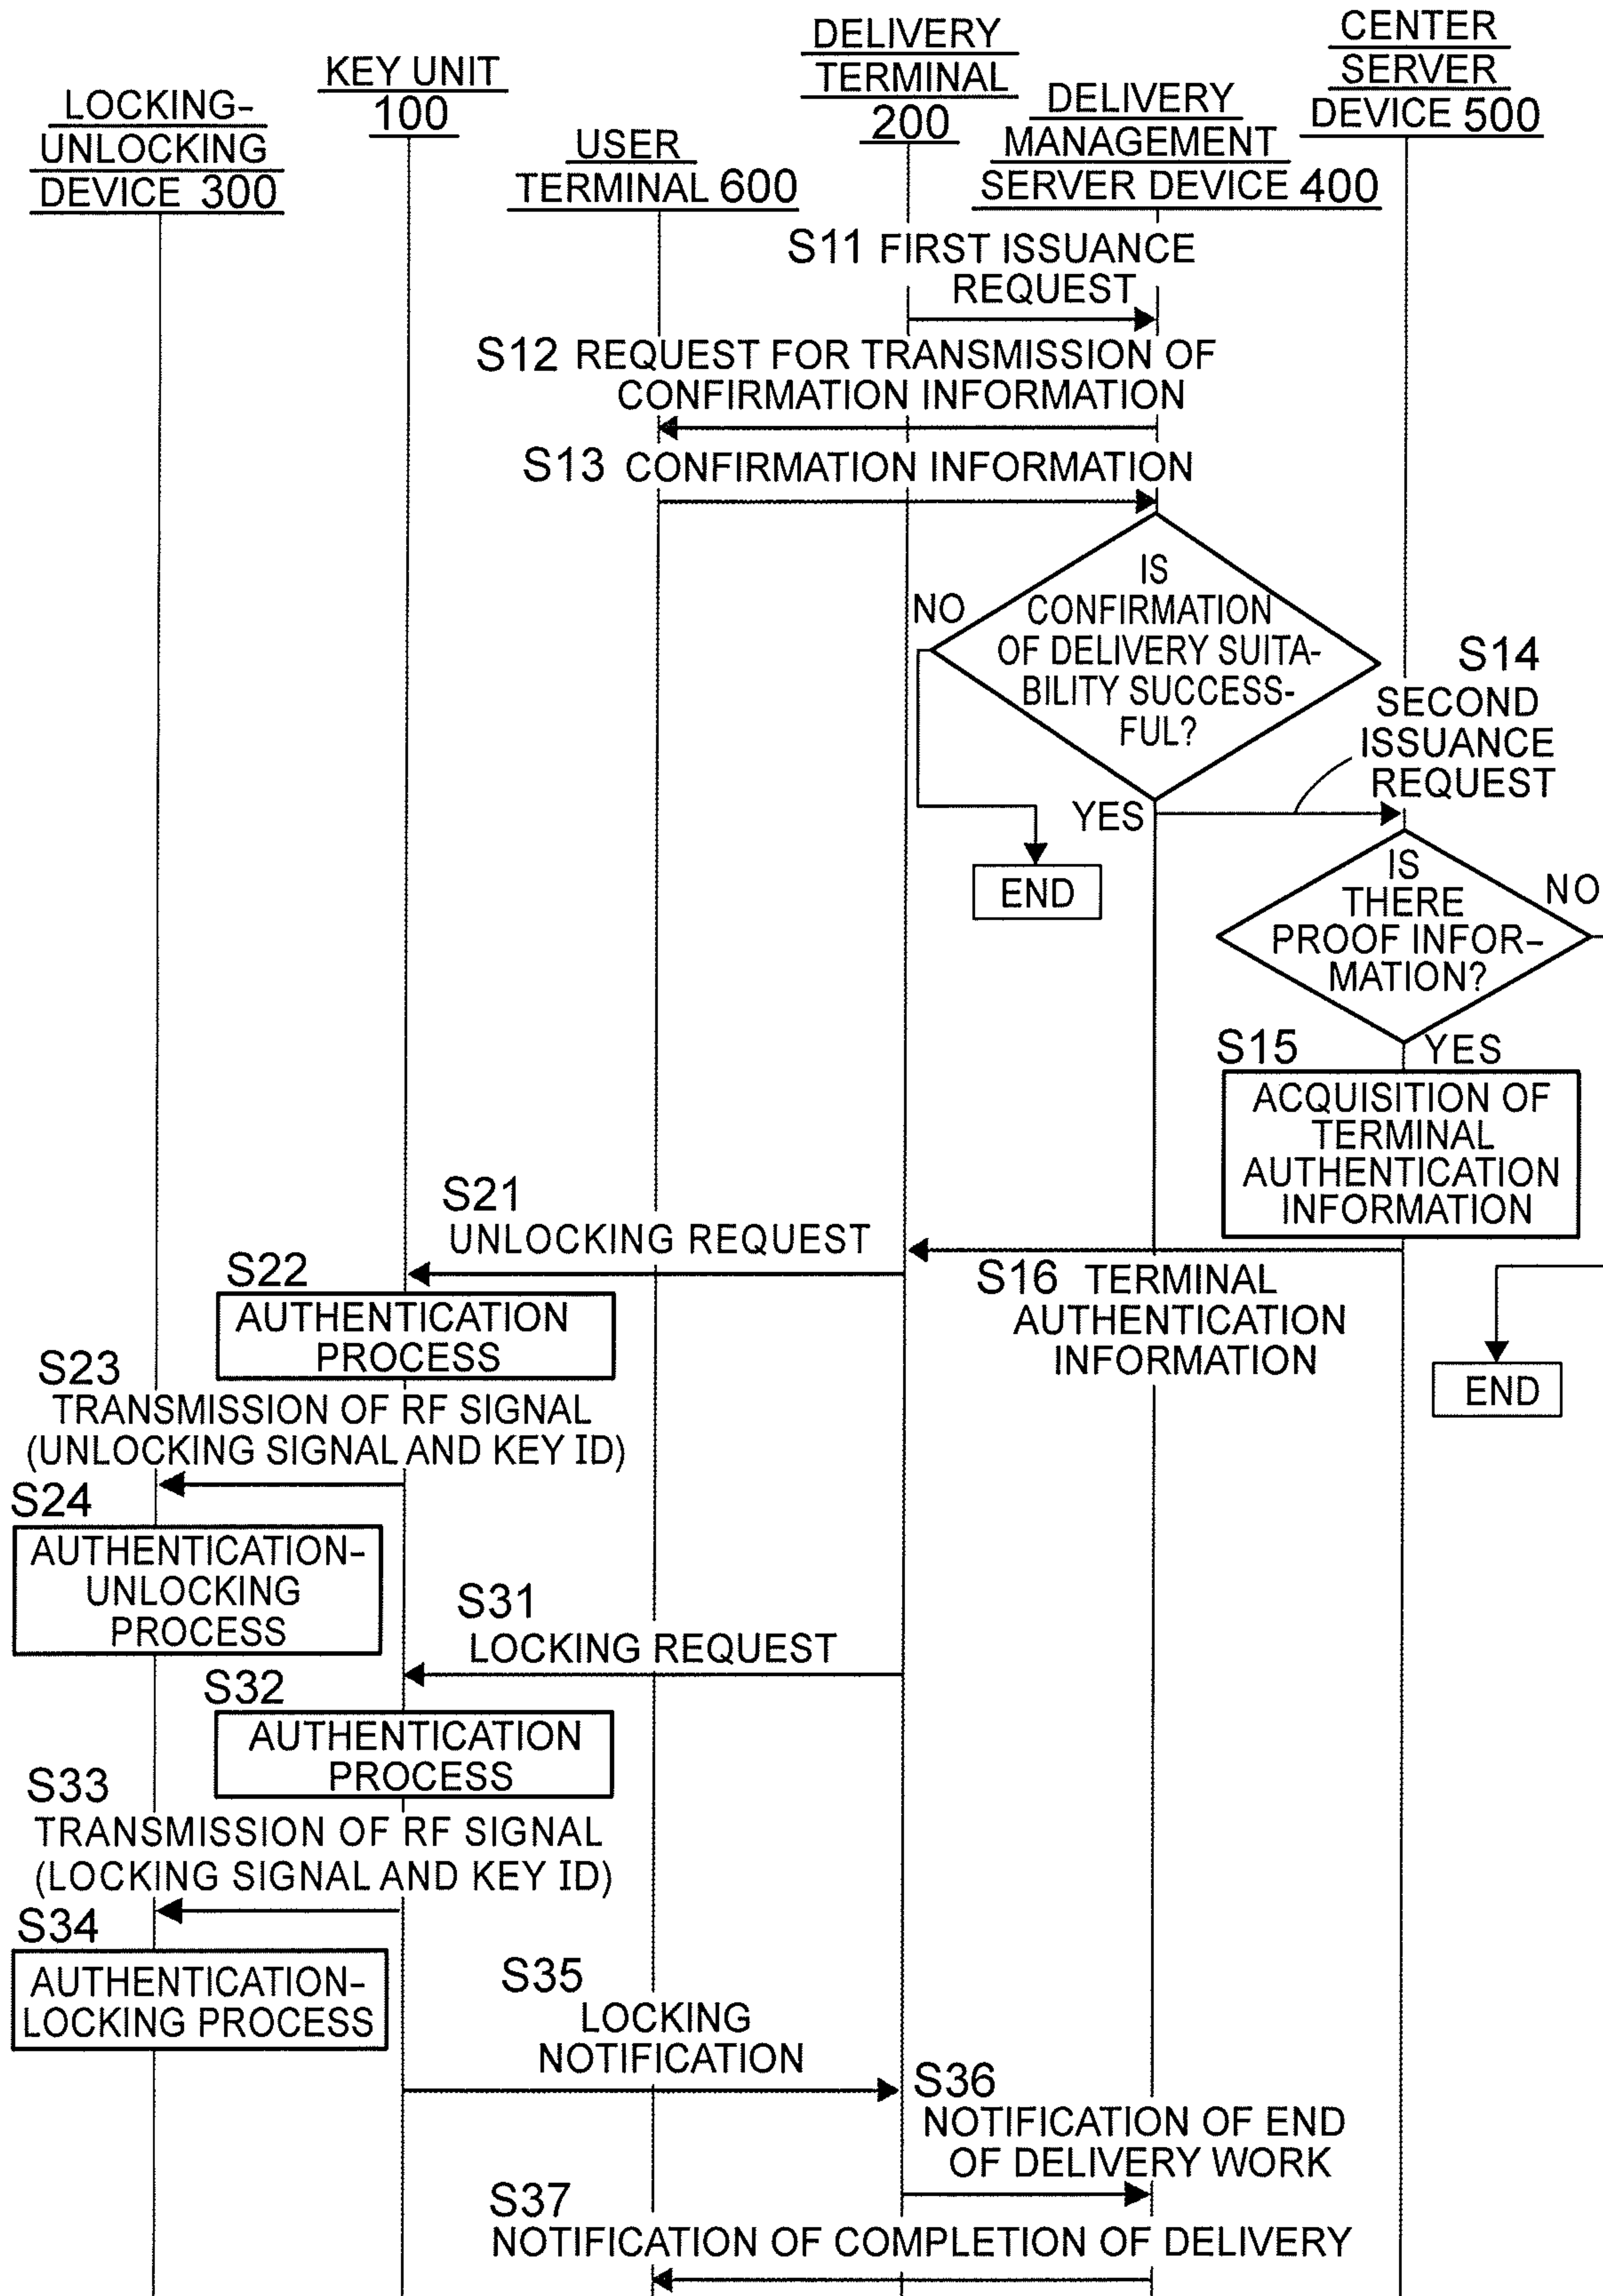 LOCKING-
UNLOCKING
DEVICE 300
KEY UNIT
100
USER
TERMINAL 600
DELIVERY
TERMINAL
200
DELIVERY
MANAGEMENT
SERVER DEVICE 400
CENTER
SERVER
DEVICE 500
S11 FIRST ISSUANCE
REQUEST
S12 REQUEST FOR TRANSMISSION OF
CONFIRMATION INFORMATION
S13 CONFIRMATION INFORMATION
IS
CONFIRMATION
OF DELIVERY SUITA-
BILITY SUCCESS-
FUL?
NO
YES
END
S14
SECOND
ISSUANCE
REQUEST
IS
THERE
PROOF INFOR-
MATION?
NO
YES
S15
ACQUISITION OF
TERMINAL
AUTHENTICATION
INFORMATION
S16 TERMINAL
AUTHENTICATION
INFORMATION
END
S21
UNLOCKING REQUEST
S22
AUTHENTICATION
PROCESS
S23
TRANSMISSION OF RF SIGNAL
(UNLOCKING SIGNAL AND KEY ID)
S24
AUTHENTICATION-
UNLOCKING
PROCESS
S31
LOCKING REQUEST
S32
AUTHENTICATION
PROCESS
S33
TRANSMISSION OF RF SIGNAL
(LOCKING SIGNAL AND KEY ID)
S34
AUTHENTICATION-
LOCKING PROCESS
S35
LOCKING
NOTIFICATION
S36
NOTIFICATION OF END
OF DELIVERY WORK
S37
NOTIFICATION OF COMPLETION OF DELIVERY